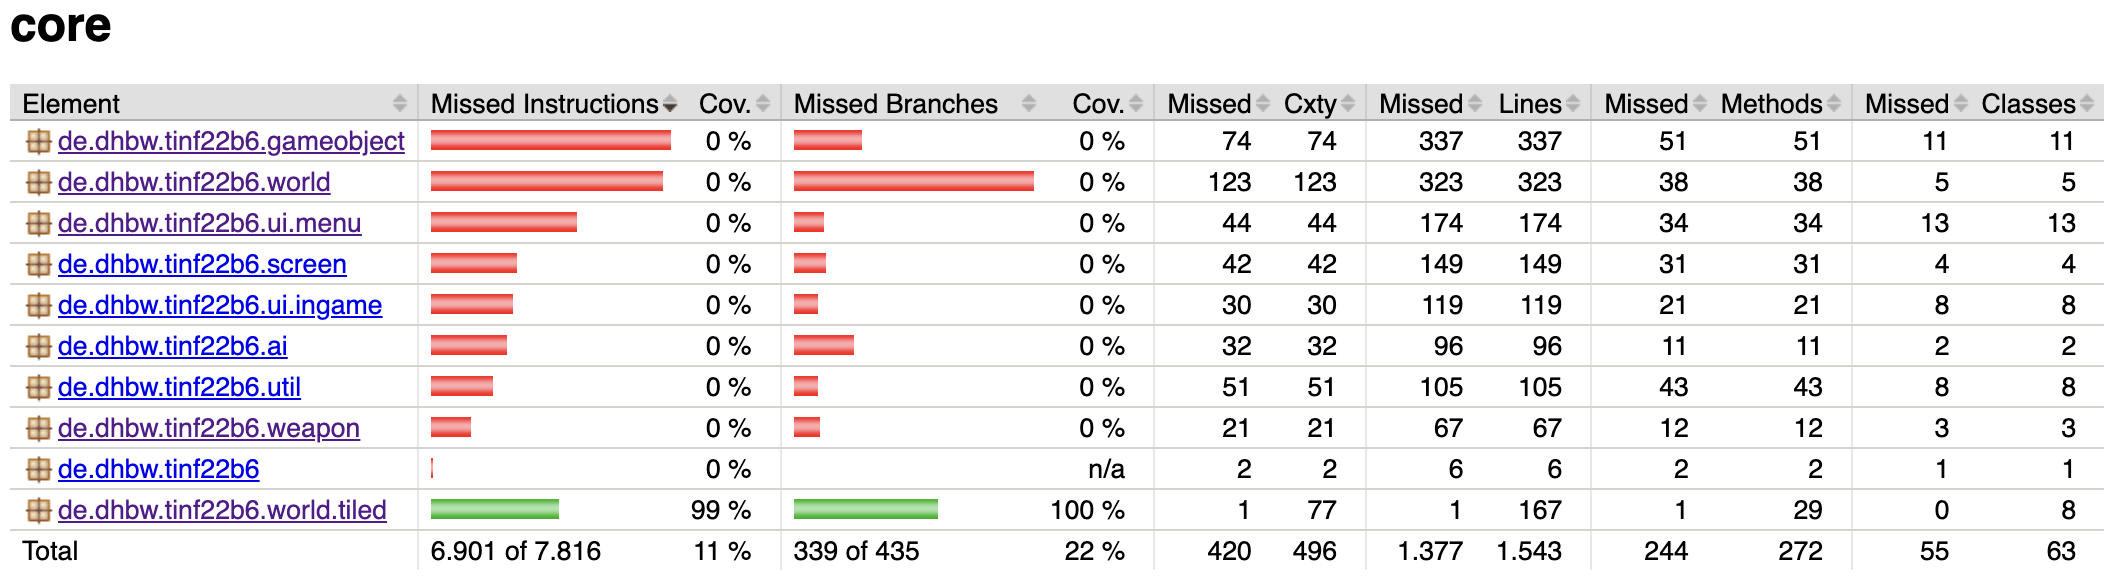 core
Element Missed Instructions Cov. Missed Branches Cov. Missed Cxty Missed Lines Missed Methods Missed Classes
de.dhbw.tinf22b6.gameobject 0 % 0 % 74 74 337 337 51 51 11 11
de.dhbw.tinf22b6.world 0 % 0 % 123 123 323 323 38 38 5 5
de.dhbw.tinf22b6.ui.menu 0 % 0 % 44 44 174 174 34 34 13 13
de.dhbw.tinf22b6.screen 0 % 0 % 42 42 149 149 31 31 4 4
de.dhbw.tinf22b6.ui.ingame 0 % 0 % 30 30 119 119 21 21 8 8
de.dhbw.tinf22b6.ai 0 % 0 % 32 32 96 96 11 11 2 2
de.dhbw.tinf22b6.util 0 % 0 % 51 51 105 105 43 43 8 8
de.dhbw.tinf22b6.weapon 0 % 0 % 21 21 67 67 12 12 3 3
de.dhbw.tinf22b6 0 % n/a 2 2 6 6 2 2 1 1
de.dhbw.tinf22b6.world.tiled 99 % 100 % 1 77 1 167 1 29 0 8
Total 6.901 of 7.816 11 % 339 of 435 22 % 420 496 1.377 1.543 244 272 55 63